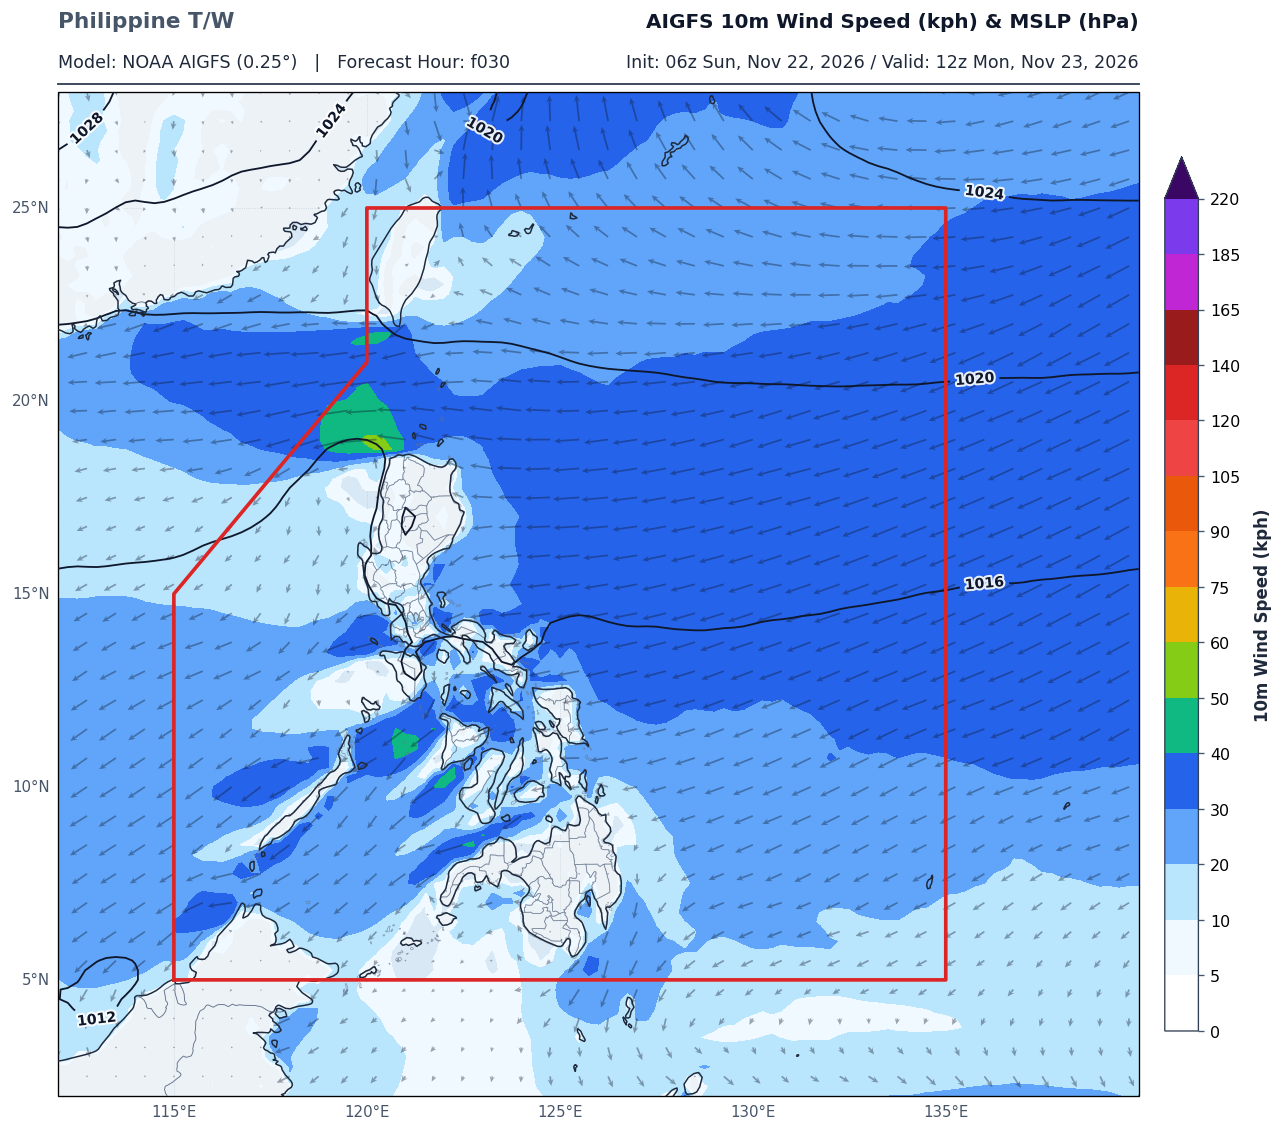 Philippine T/W
AIGFS 10m Wind Speed (kph) & MSLP (hPa)
Model: NOAA AIGFS (0.25°) | Forecast Hour: f030
Init: 06z Sun, Nov 22, 2026 / Valid: 12z Mon, Nov 23, 2026
1028
1024
1020
1024
1020
1016
1012
25°N
20°N
15°N
10°N
5°N
115°E
120°E
125°E
130°E
135°E
220
185
165
140
120
105
90
75
60
50
40
30
20
10
5
0
10m Wind Speed (kph)